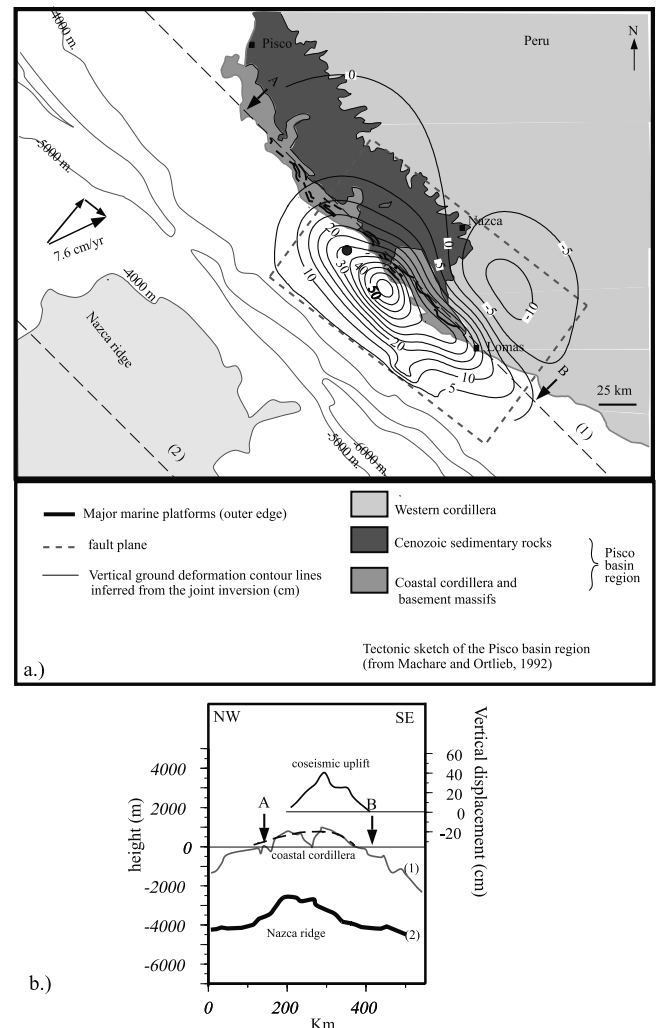 -4000 m.
Pisco
Peru
N
A
0
-5000 m.
7.6 cm/yr
Nazca
0
-5
-5
20
10
30
40
50
-5
-10
-4000 m.
Nazca ridge
Lomas
20
10
5
B
25 km
(1)
(2)
-5000 m.
-6000 m.
Major marine platforms (outer edge)
fault plane
Vertical ground deformation contour lines
inferred from the joint inversion (cm)
Western cordillera
Cenozoic sedimentary rocks
Coastal cordillera and
basement massifs
Pisco
basin
region
Tectonic sketch of the Pisco basin region
(from Machare and Ortlieb, 1992)
a.)
NW
SE
4000
2000
0
-2000
-4000
-6000
height (m)
60
40
20
0
-20
Vertical displacement (cm)
coseismic uplift
A
B
coastal cordillera
(1)
Nazca ridge
(2)
0
200
400
Km
b.)